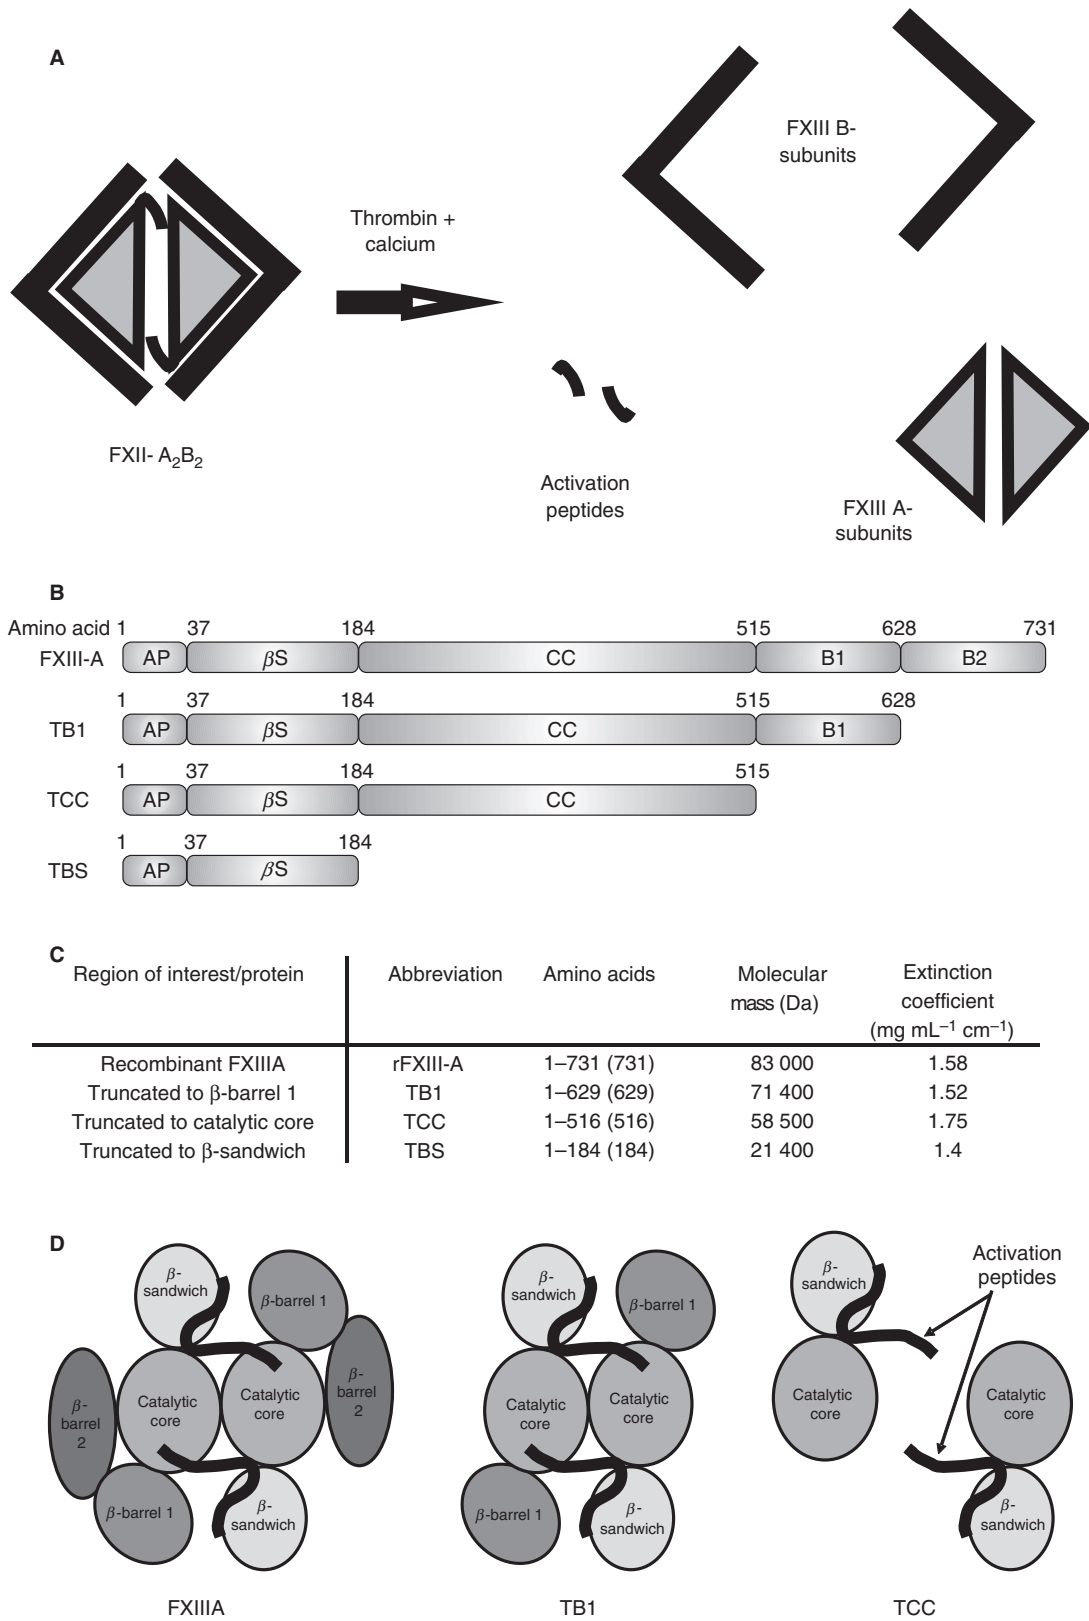 A
FXIII B-
subunits
Thrombin +
calcium
FXII- A2B2
Activation
peptides
FXIII A-
subunits
B
Amino acid 1 37 184 515 628 731
FXIII-A AP βS CC B1 B2
1 37 184 515 628
TB1 AP βS CC B1
1 37 184 515
TCC AP βS CC
1 37 184
TBS AP βS
C
Region of interest/protein Abbreviation Amino acids Molecular mass (Da) Extinction coefficient (mg mL–1 cm–1)
Recombinant FXIIIA rFXIII-A 1–731 (731) 83 000 1.58
Truncated to β-barrel 1 TB1 1–629 (629) 71 400 1.52
Truncated to catalytic core TCC 1–516 (516) 58 500 1.75
Truncated to β-sandwich TBS 1–184 (184) 21 400 1.4
D
β-
sandwich
β-barrel 1
β-
barrel
2
Catalytic
core
Catalytic
core
β-
barrel
2
β-barrel 1
β-
sandwich
FXIIIA
β-
sandwich
β-barrel 1
Catalytic
core
Catalytic
core
β-barrel 1
β-
sandwich
TB1
Activation
peptides
β-
sandwich
Catalytic
core
Catalytic
core
β-
sandwich
TCC